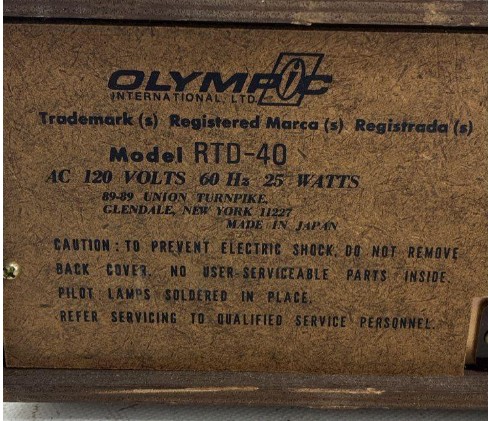 OLYMPIC
INTERNATIONAL, LTD.
Trademark (s) Registered Marca (s) Registrada (s)
Model RTD-40
AC 120 VOLTS 60 Hz 25 WATTS
89-89 UNION TURNPIKE,
GLENDALE, NEW YORK 11227
MADE IN JAPAN
CAUTION : TO PREVENT ELECTRIC SHOCK, DO NOT REMOVE
BACK COVER. NO USER-SERVICEABLE PARTS INSIDE.
PILOT LAMPS SOLDERED IN PLACE.
REFER SERVICING TO QUALIFIED SERVICE PERSONNEL.